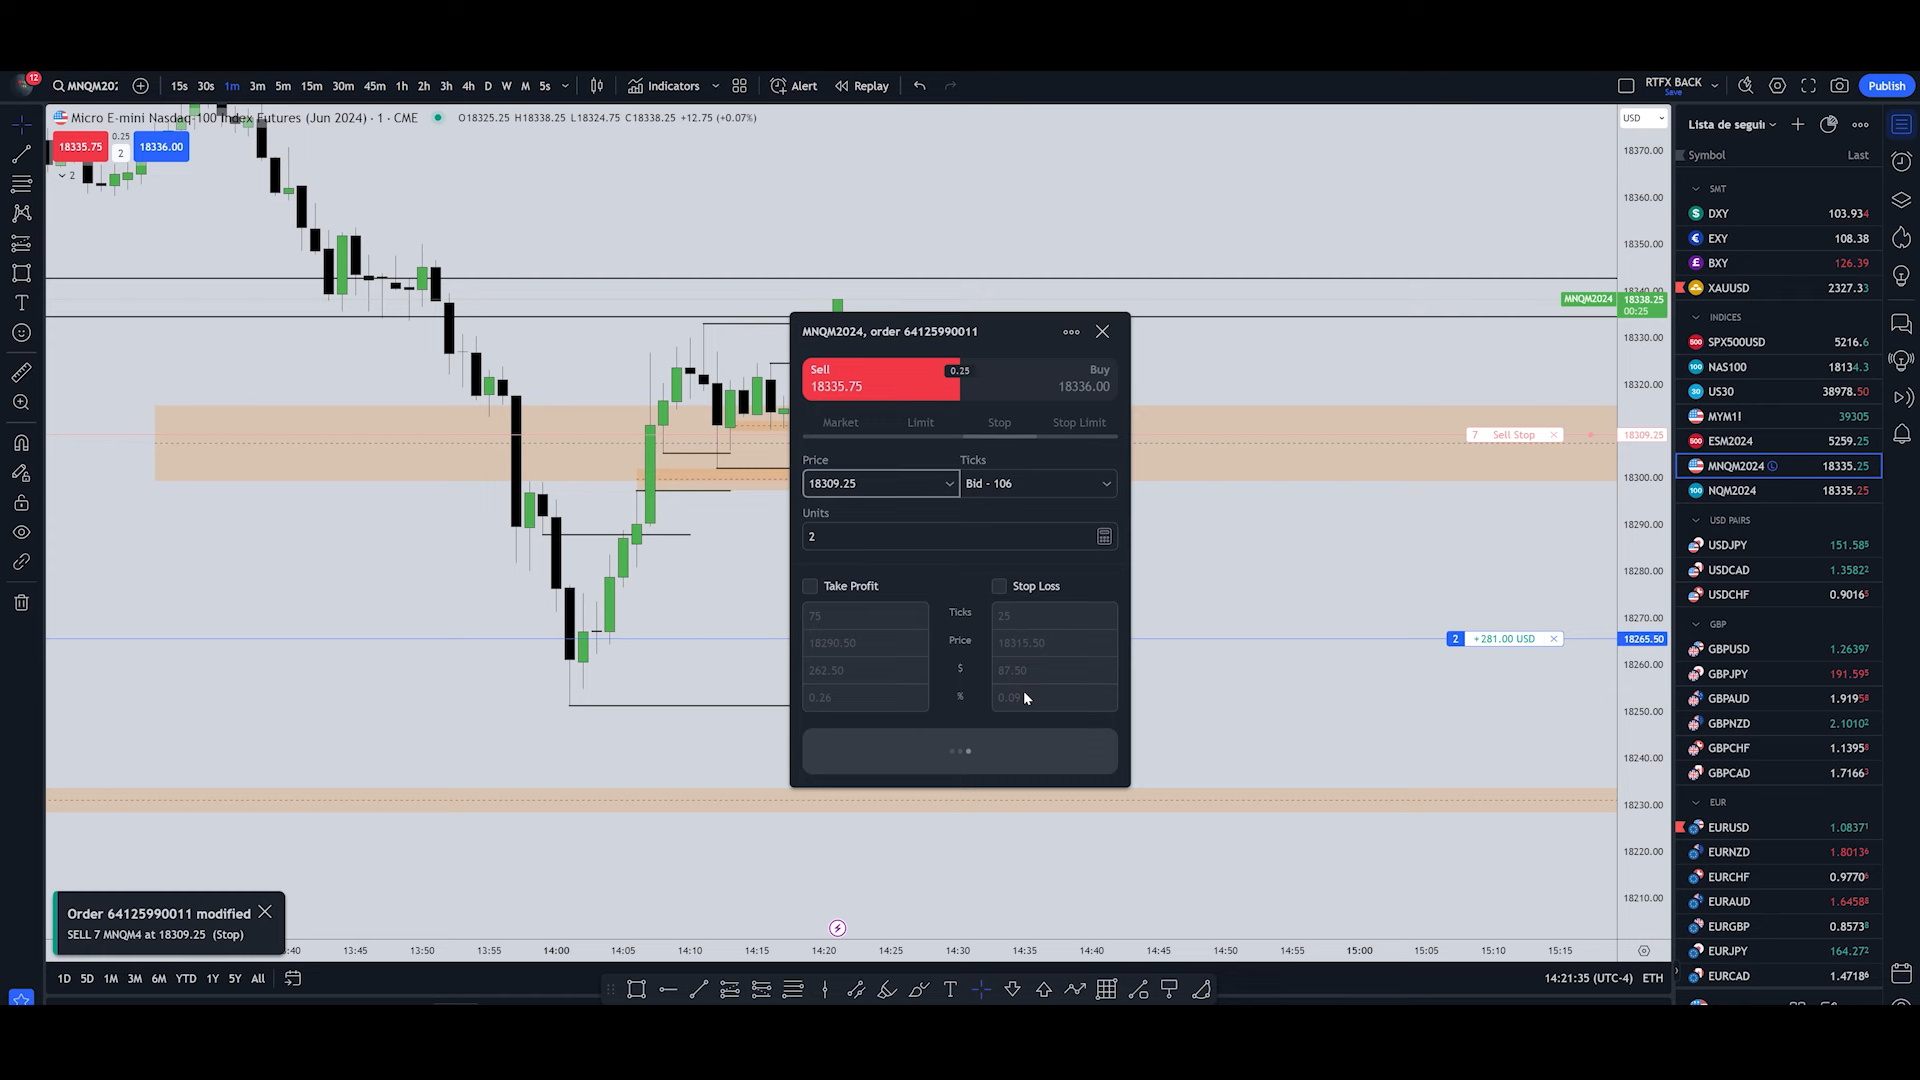 12
MNQM202
15s 30s 1m 3m 5m 15m 30m 45m 1h 2h 3h 4h D W M 5s
Indicators
Alert
Replay
RTFX BACK
Save
Publish
Micro E-mini Nasdaq-100 Index Futures (Jun 2024) · 1 · CME
O18325.25 H18338.25 L18324.75 C18338.25 +12.75 (+0.07%)
18335.75
0.25
2
18336.00
2
USD
18370.00
18360.00
18350.00
18340.00
MNQM2024 18338.25
00:25
18330.00
18320.00
7 Sell Stop
18309.25
18300.00
18290.00
18280.00
18270.00
2 +281.00 USD
18265.50
18260.00
18250.00
18240.00
18230.00
18220.00
18210.00
MNQM2024, order 64125990011
Sell
18335.75
0.25
Buy
18336.00
Market Limit Stop Stop Limit
Price Ticks
18309.25 Bid - 106
Units
2
Take Profit Stop Loss
75 Ticks 25
18290.50 Price 18315.50
262.50 $ 87.50
0.26 % 0.09
Order 64125990011 modified
SELL 7 MNQM4 at 18309.25 (Stop)
:40 13:45 13:50 13:55 14:00 14:05 14:10 14:15 14:20 14:25 14:30 14:35 14:40 14:45 14:50 14:55 15:00 15:05 15:10 15:15
1D 5D 1M 3M 6M YTD 1Y 5Y All
14:21:35 (UTC-4) ETH
Lista de segui
Symbol Last
SMT
DXY 103.934
EXY 108.38
BXY 126.39
XAUUSD 2327.33
INDICES
SPX500USD 5216.6
NAS100 18134.3
US30 38978.50
MYM1! 39305
ESM2024 5259.25
MNQM2024 18335.25
NQM2024 18335.25
USD PAIRS
USDJPY 151.585
USDCAD 1.35822
USDCHF 0.90165
GBP
GBPUSD 1.26397
GBPJPY 191.595
GBPAUD 1.91958
GBPNZD 2.10102
GBPCHF 1.13958
GBPCAD 1.71663
EUR
EURUSD 1.08371
EURNZD 1.80136
EURCHF 0.97706
EURAUD 1.64588
EURGBP 0.85738
EURJPY 164.272
EURCAD 1.47186